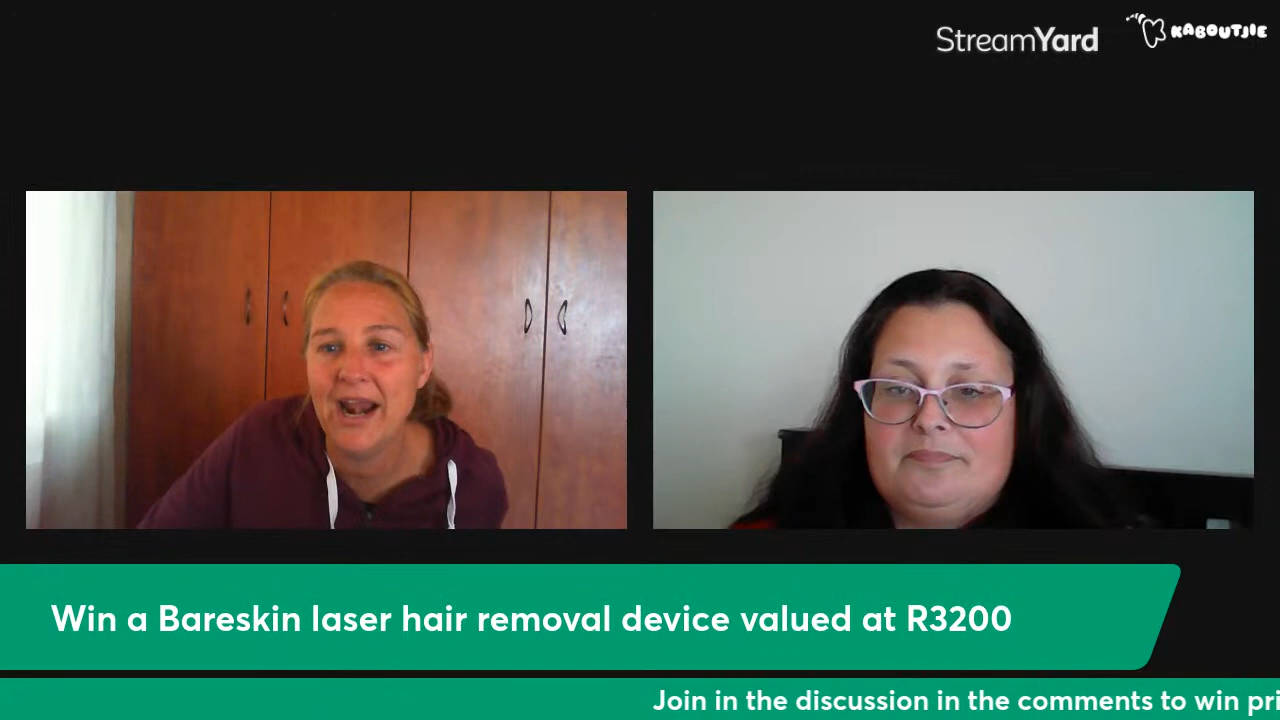 StreamYard
KABOUTJIE
Win a Bareskin laser hair removal device valued at R3200
Join in the discussion in the comments to win pri